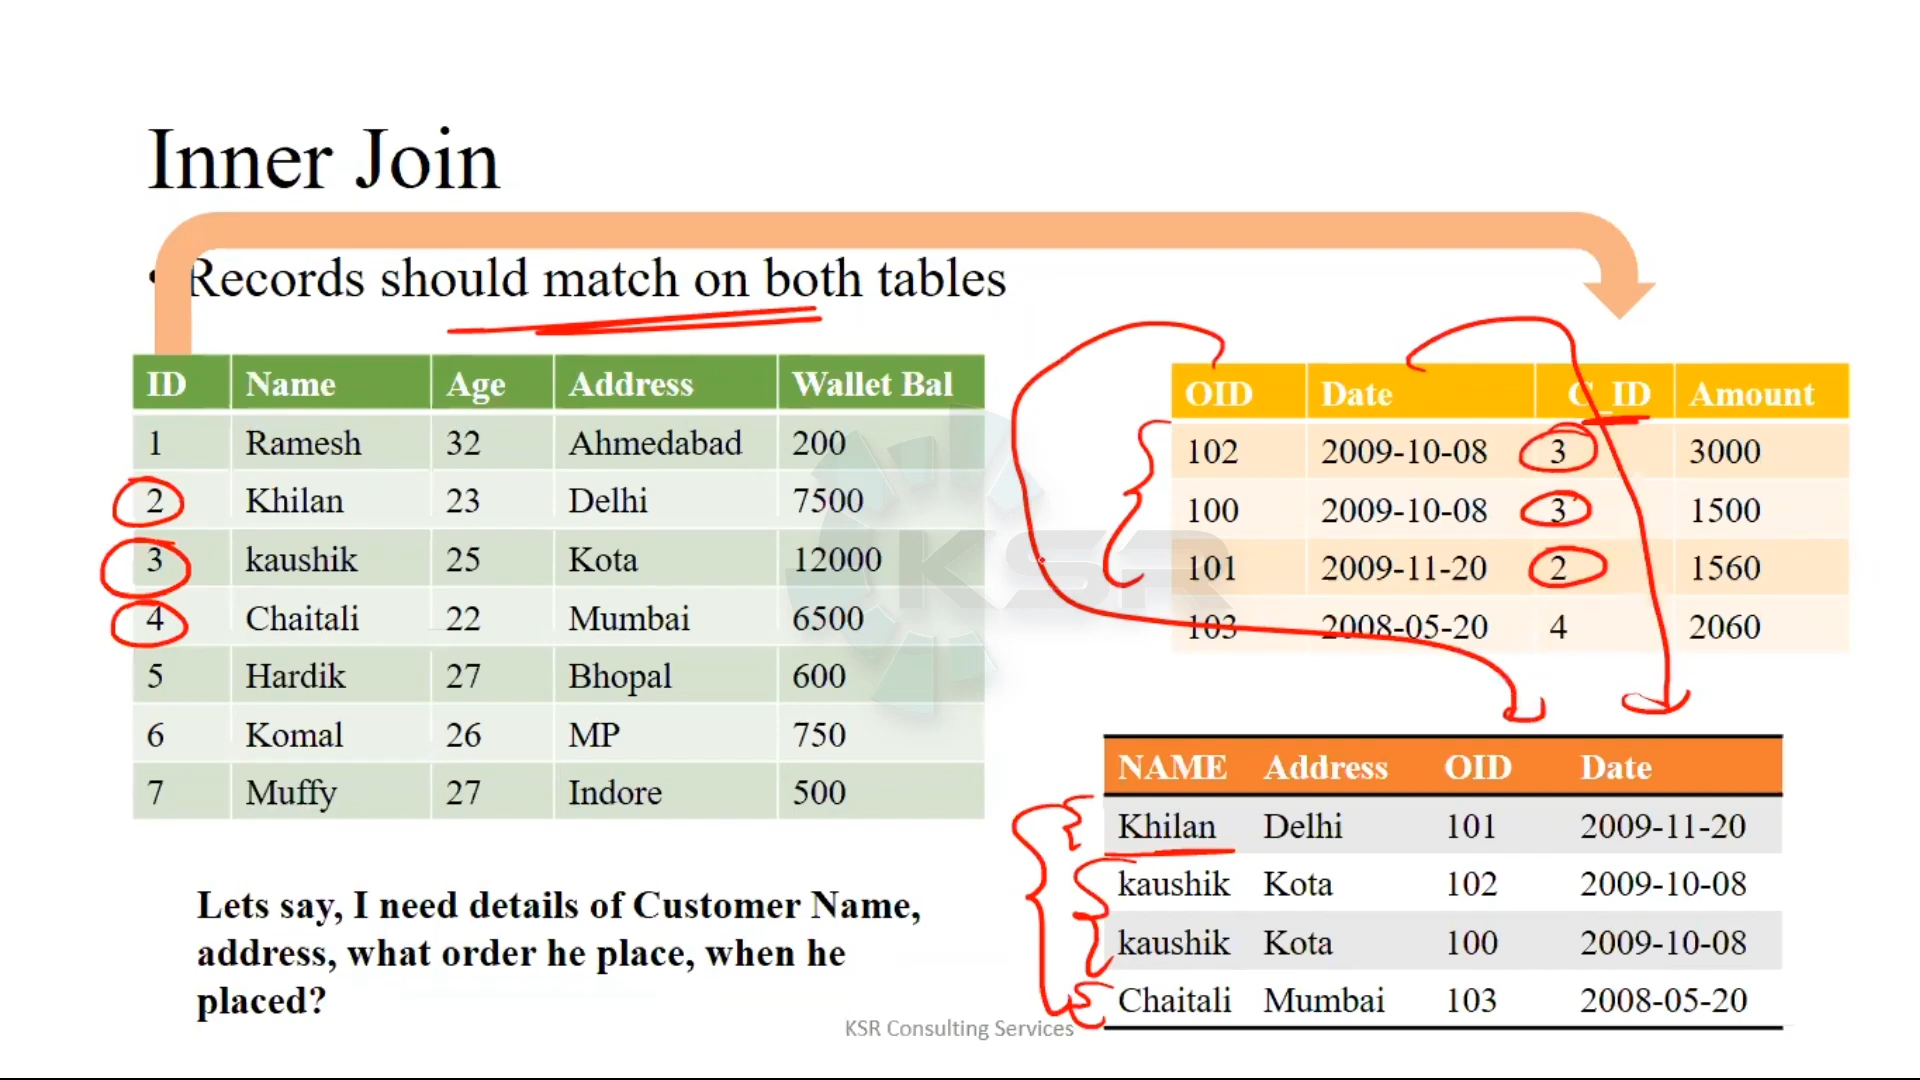 Inner Join
• Records should match on both tables
ID Name Age Address Wallet Bal
1 Ramesh 32 Ahmedabad 200
2 Khilan 23 Delhi 7500
3 kaushik 25 Kota 12000
4 Chaitali 22 Mumbai 6500
5 Hardik 27 Bhopal 600
6 Komal 26 MP 750
7 Muffy 27 Indore 500
OID Date C_ID Amount
102 2009-10-08 3 3000
100 2009-10-08 3 1500
101 2009-11-20 2 1560
103 2008-05-20 4 2060
KSR
NAME Address OID Date
Khilan Delhi 101 2009-11-20
kaushik Kota 102 2009-10-08
kaushik Kota 100 2009-10-08
Chaitali Mumbai 103 2008-05-20
Lets say, I need details of Customer Name,
address, what order he place, when he
placed?
KSR Consulting Services